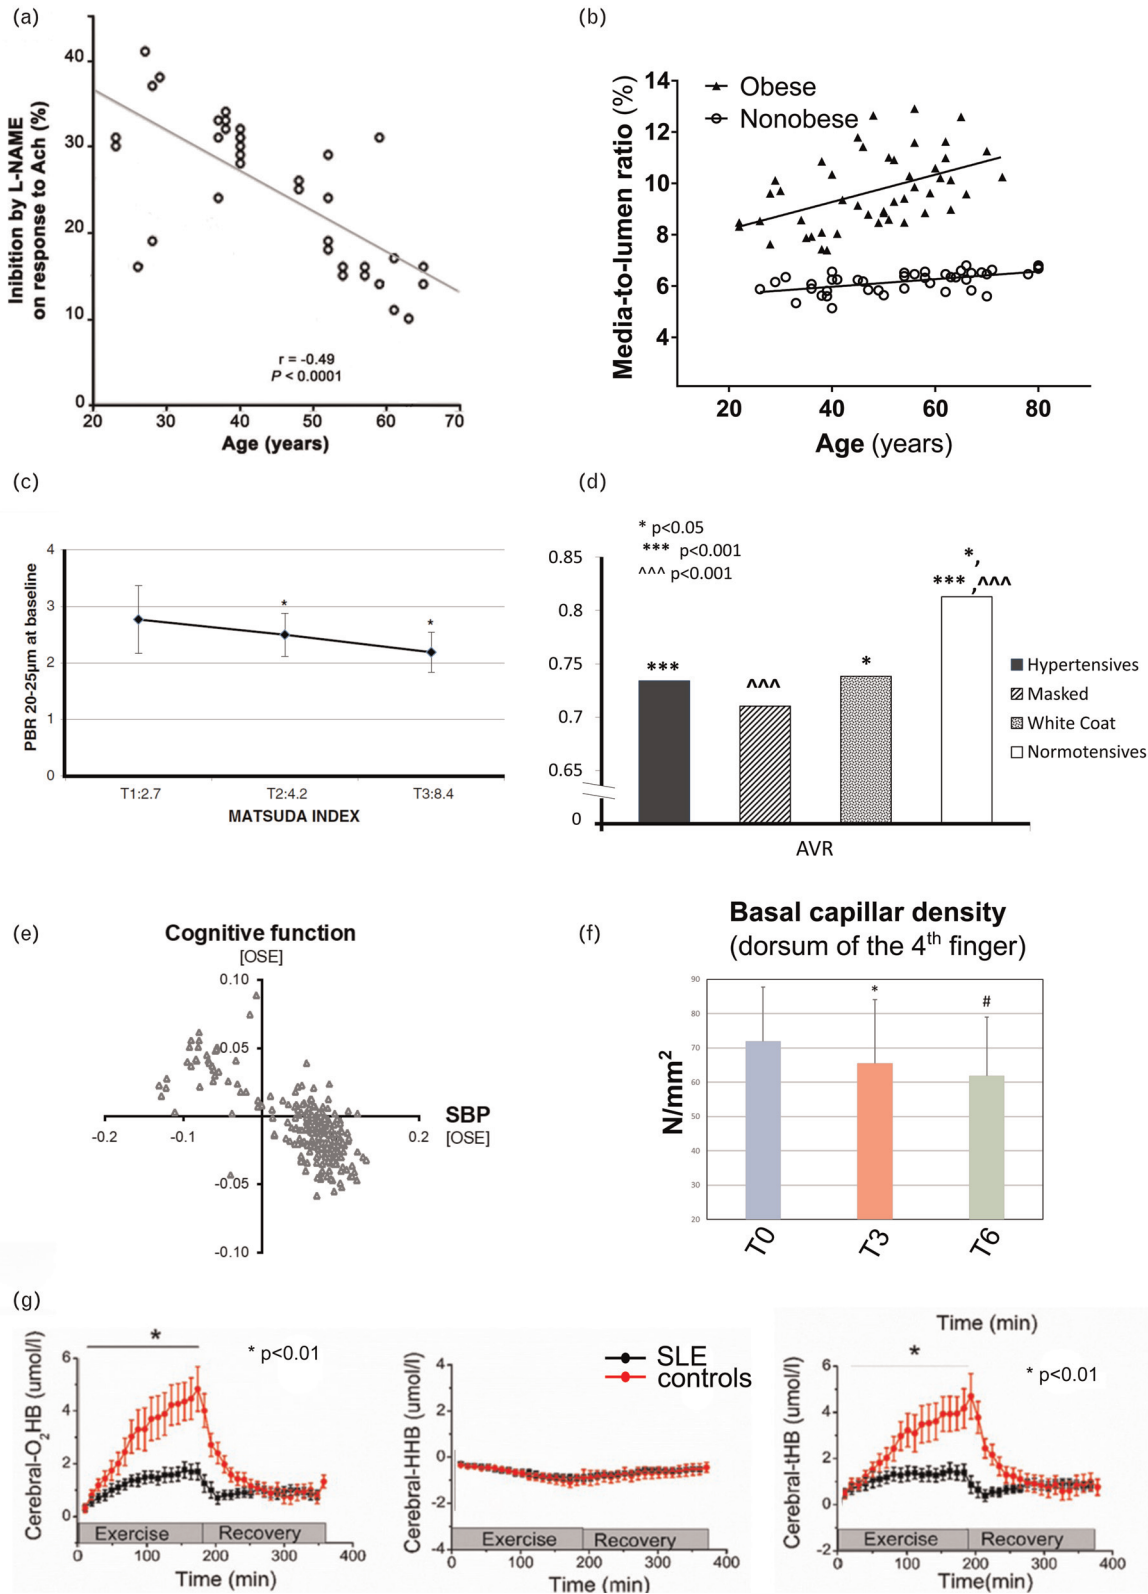 (a)
Inibition by L-NAME
on response to Ach (%)
40
30
20
10
0
r = -0.49
P < 0.0001
20 30 40 50 60 70
Age (years)
(b)
Media-to-lumen ratio (%)
14
12
10
8
6
4
Obese
Nonobese
20 40 60 80
Age (years)
(c)
PBR 20-25µm at baseline
4
3
2
1
0
* *
T1:2.7 T2:4.2 T3:8.4
MATSUDA INDEX
(d)
* p<0.05
*** p<0.001
^^^ p<0.001
0.85
0.8
0.75
0.7
0.65
0
***
^^^
*
*,
*** ,^^^
Hypertensives
Masked
White Coat
Normotensives
AVR
(e)
Cognitive function
[OSE]
0.10
0.05
-0.05
-0.10
-0.2 -0.1 0.2
SBP
[OSE]
(f)
Basal capillar density
(dorsum of the 4th finger)
N/mm2
90
80
70
60
50
40
30
20
* #
T0 T3 T6
(g)
Cerebral-O2HB (umol/l)
6
4
2
0
*
* p<0.01
Exercise Recovery
0 100 200 300 400
Time (min)
Cerebral-HHB (umol/l)
4
2
0
-2
-4
SLE
controls
Exercise Recovery
0 100 200 300 400
Time (min)
Time (min)
Cerebral-tHB (umol/l)
6
4
2
0
-2
*
* p<0.01
Exercise Recovery
0 100 200 300 400
Time(min)